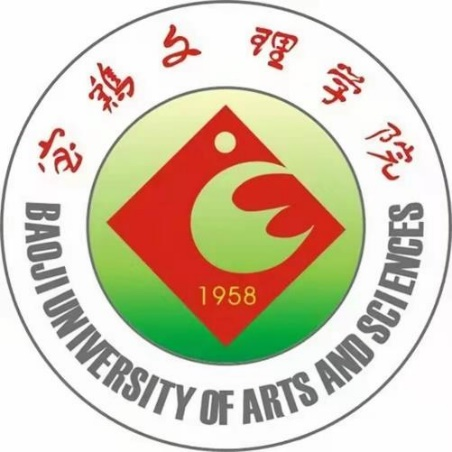 宝鸡文理学院
1958
BAOJI UNIVERSITY OF ARTS AND SCIENCES